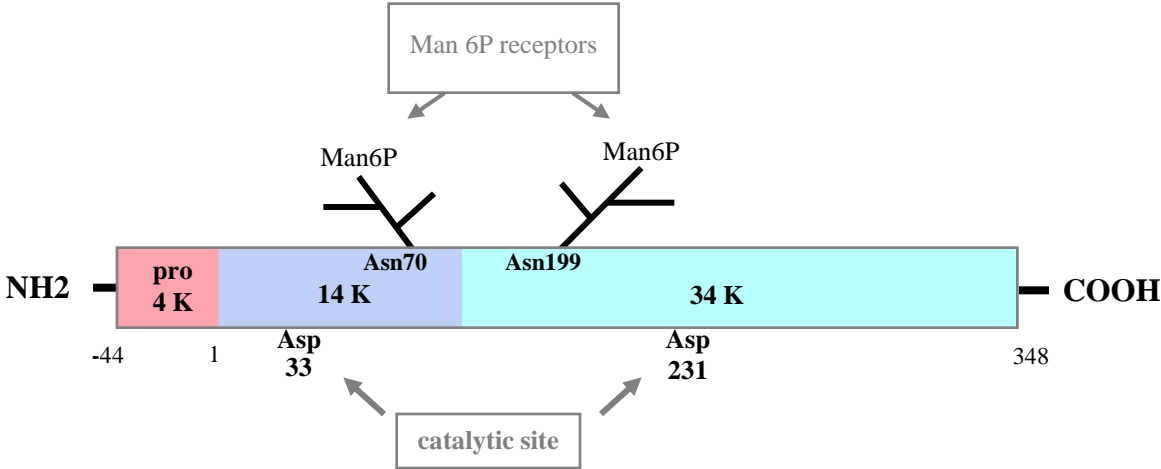 Man 6P receptors
Man6P
Man6P
Asn70
Asn199
pro
4 K
14 K
34 K
NH2
COOH
-44
1
Asp
33
Asp
231
348
catalytic site